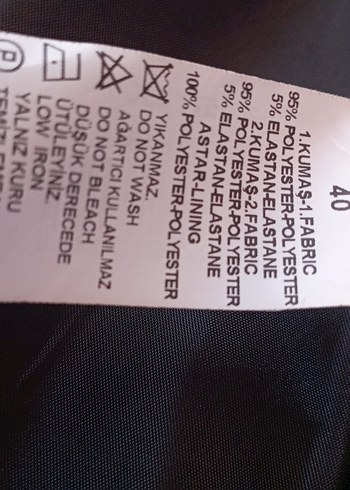 40
1.KUMAŞ-1.FABRIC
95% POLYESTER-POLYESTER
5% ELASTAN-ELASTANE
2.KUMAŞ-2.FABRIC
95% POLYESTER-POLYESTER
5% ELASTAN-ELASTANE
ASTAR-LINING
100% POLYESTER-POLYESTER
YIKANMAZ.
DO NOT WASH
AĞARTICI KULLANILMAZ
DO NOT BLEACH
DÜŞÜK DERECEDE
ÜTÜLEYİNİZ.
LOW IRON
P
YALNIZ KURU